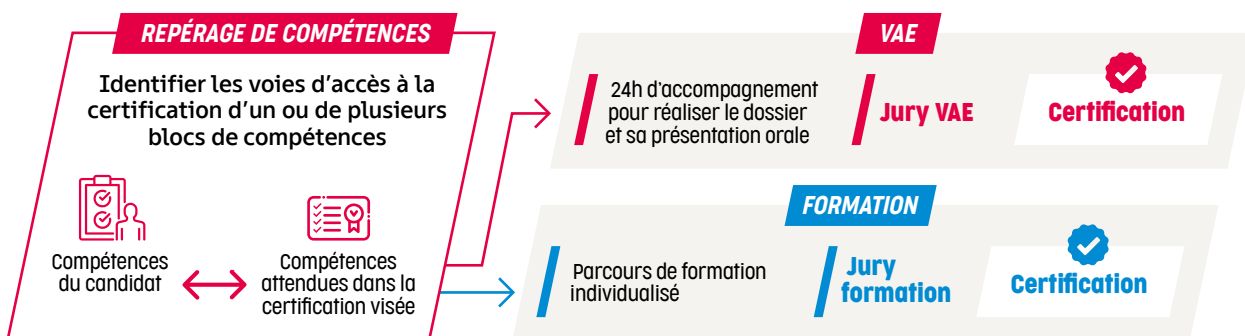 REPÉRAGE DE COMPÉTENCES
Identifier les voies d’accès à la
certification d’un ou de plusieurs
blocs de compétences
Compétences
du candidat
Compétences
attendues dans la
certification visée
VAE
24h d’accompagnement
pour réaliser le dossier
et sa présentation orale
Jury VAE
Certification
FORMATION
Parcours de formation
individualisé
Jury
formation
Certification